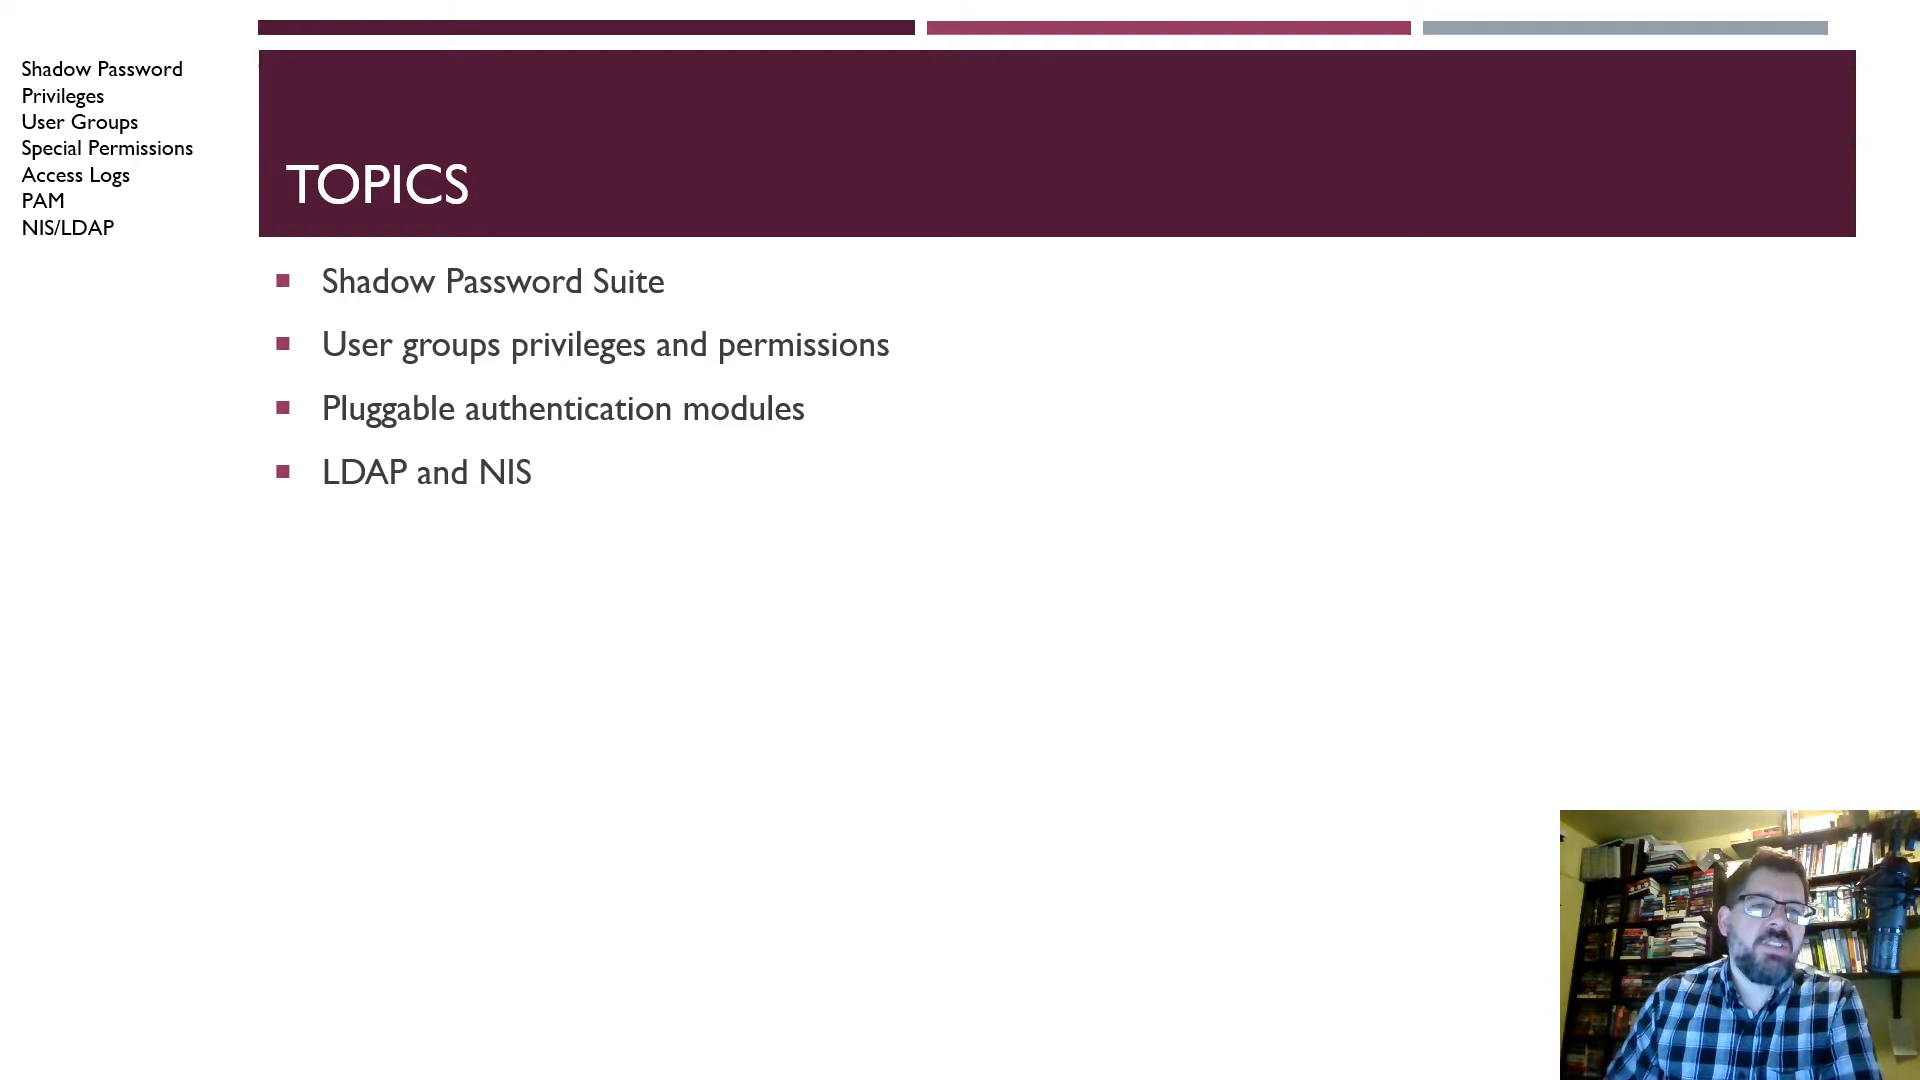 Shadow Password
Privileges
User Groups
Special Permissions
Access Logs
PAM
NIS/LDAP
TOPICS
Shadow Password Suite
User groups privileges and permissions
Pluggable authentication modules
LDAP and NIS